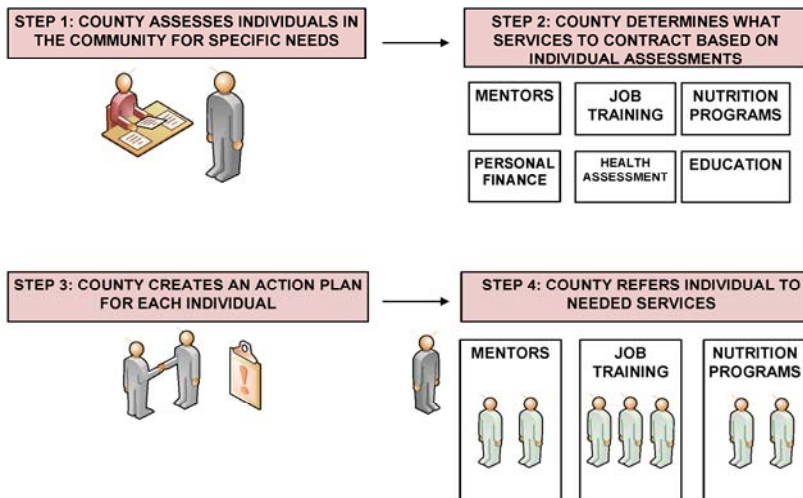 STEP 1: COUNTY ASSESSES INDIVIDUALS IN
THE COMMUNITY FOR SPECIFIC NEEDS
STEP 2: COUNTY DETERMINES WHAT
SERVICES TO CONTRACT BASED ON
INDIVIDUAL ASSESSMENTS
MENTORS
JOB
TRAINING
NUTRITION
PROGRAMS
PERSONAL
FINANCE
HEALTH
ASSESSMENT
EDUCATION
STEP 3: COUNTY CREATES AN ACTION PLAN
FOR EACH INDIVIDUAL
STEP 4: COUNTY REFERS INDIVIDUAL TO
NEEDED SERVICES
MENTORS
JOB
TRAINING
NUTRITION
PROGRAMS